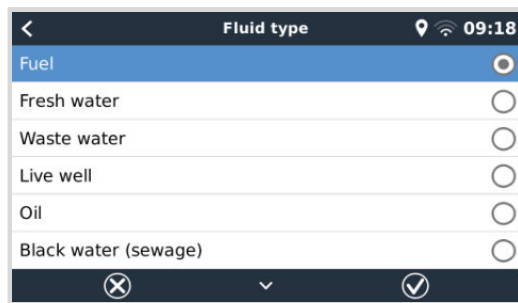 Fluid type 09:18
Fuel
Fresh water
Waste water
Live well
Oil
Black water (sewage)